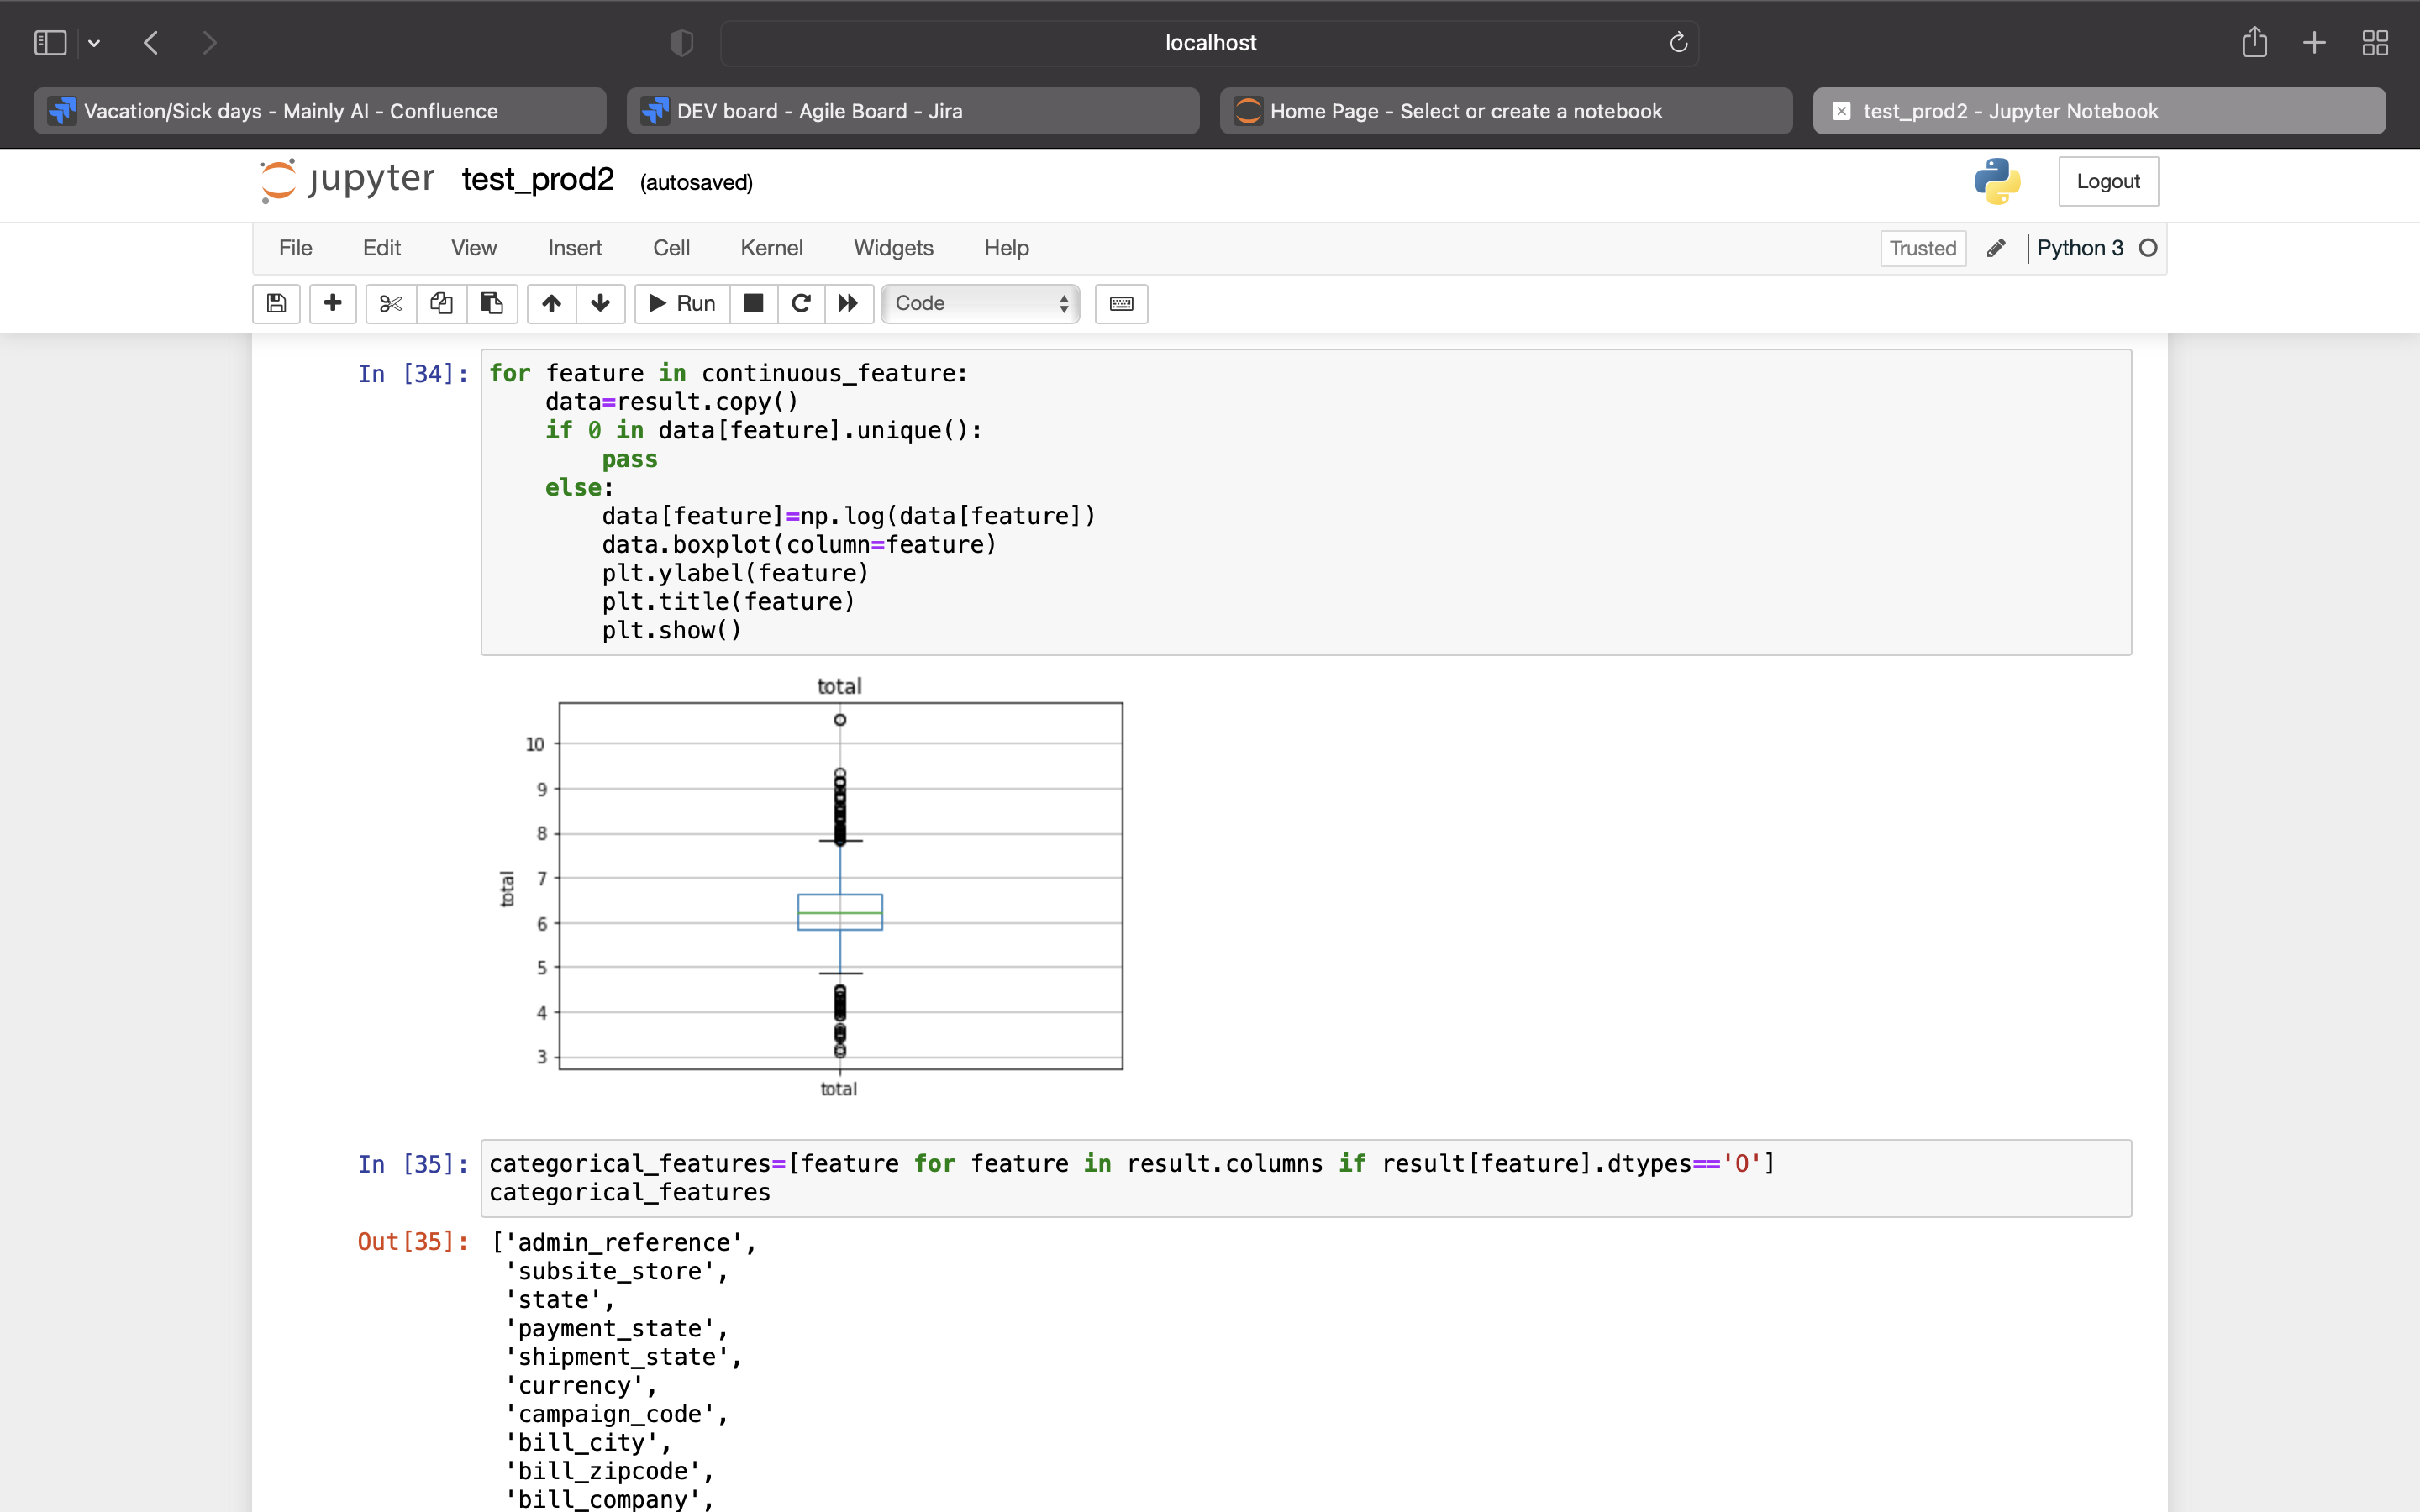 localhost
Vacation/Sick days - Mainly AI - Confluence
DEV board - Agile Board - Jira
Home Page - Select or create a notebook
test_prod2 - Jupyter Notebook
jupyter test_prod2 (autosaved)
Logout
File Edit View Insert Cell Kernel Widgets Help
Trusted
Python 3
Run
Code
In [34]:
for feature in continuous_feature:
    data=result.copy()
    if 0 in data[feature].unique():
        pass
    else:
        data[feature]=np.log(data[feature])
        data.boxplot(column=feature)
        plt.ylabel(feature)
        plt.title(feature)
        plt.show()
total
10
9
8
7
6
5
4
3
total
total
In [35]:
categorical_features=[feature for feature in result.columns if result[feature].dtypes=='O']
categorical_features
Out[35]:
['admin_reference',
 'subsite_store',
 'state',
 'payment_state',
 'shipment_state',
 'currency',
 'campaign_code',
 'bill_city',
 'bill_zipcode',
 'bill_company',